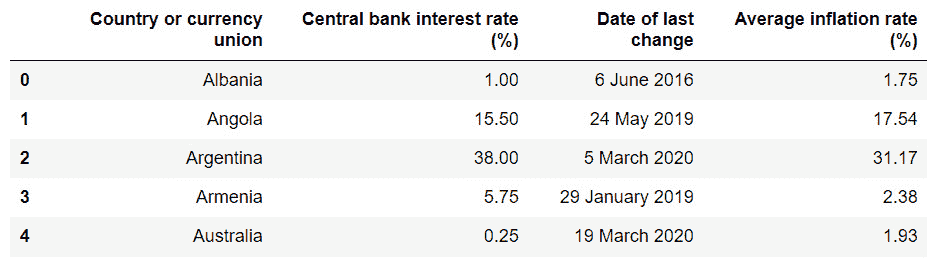 Country or currency union Central bank interest rate (%) Date of last change Average inflation rate (%)
0 Albania 1.00 6 June 2016 1.75
1 Angola 15.50 24 May 2019 17.54
2 Argentina 38.00 5 March 2020 31.17
3 Armenia 5.75 29 January 2019 2.38
4 Australia 0.25 19 March 2020 1.93